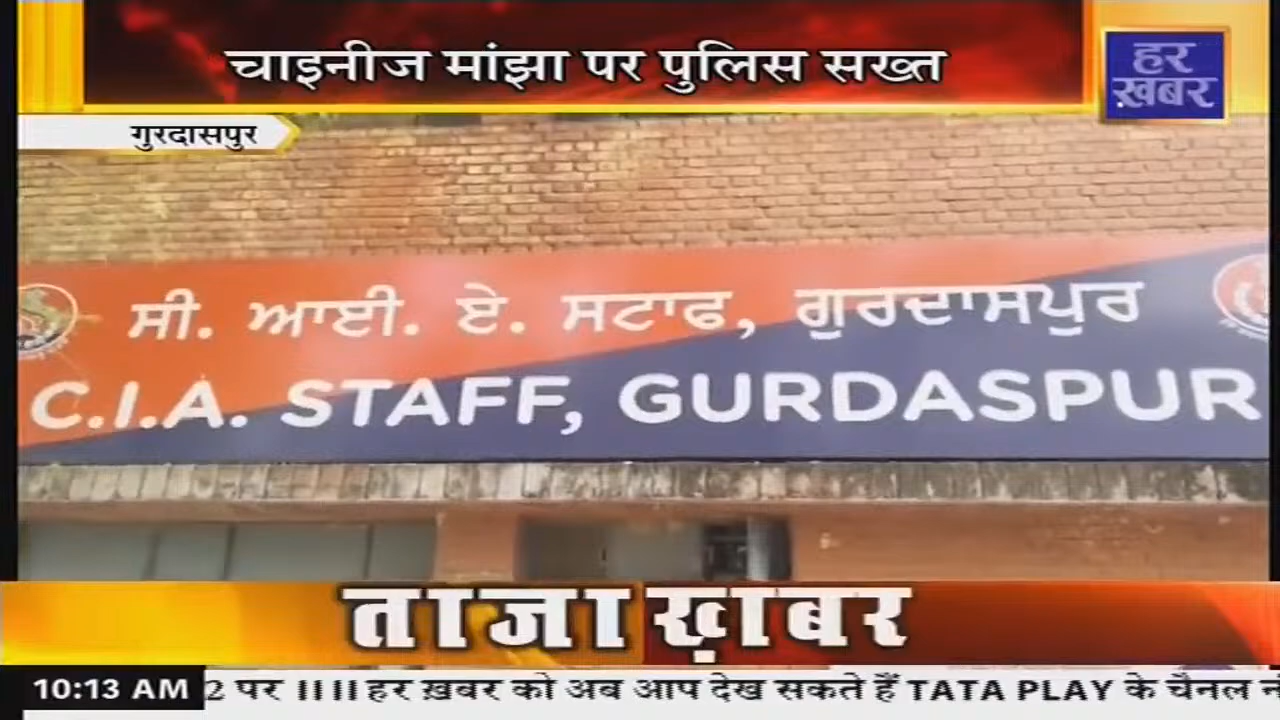 चाइनीज मांझा पर पुलिस सख्त
हर
ख़बर
गुरदासपुर
ਸੀ. ਆਈ. ਏ. ਸਟਾਫ, ਗੁਰਦਾਸਪੁਰ
C.I.A. STAFF, GURDASPUR
ताजा ख़बर
10:13 AM 2 पर ।।।। हर ख़बर को अब आप देख सकते हैं TATA PLAY के चैनल